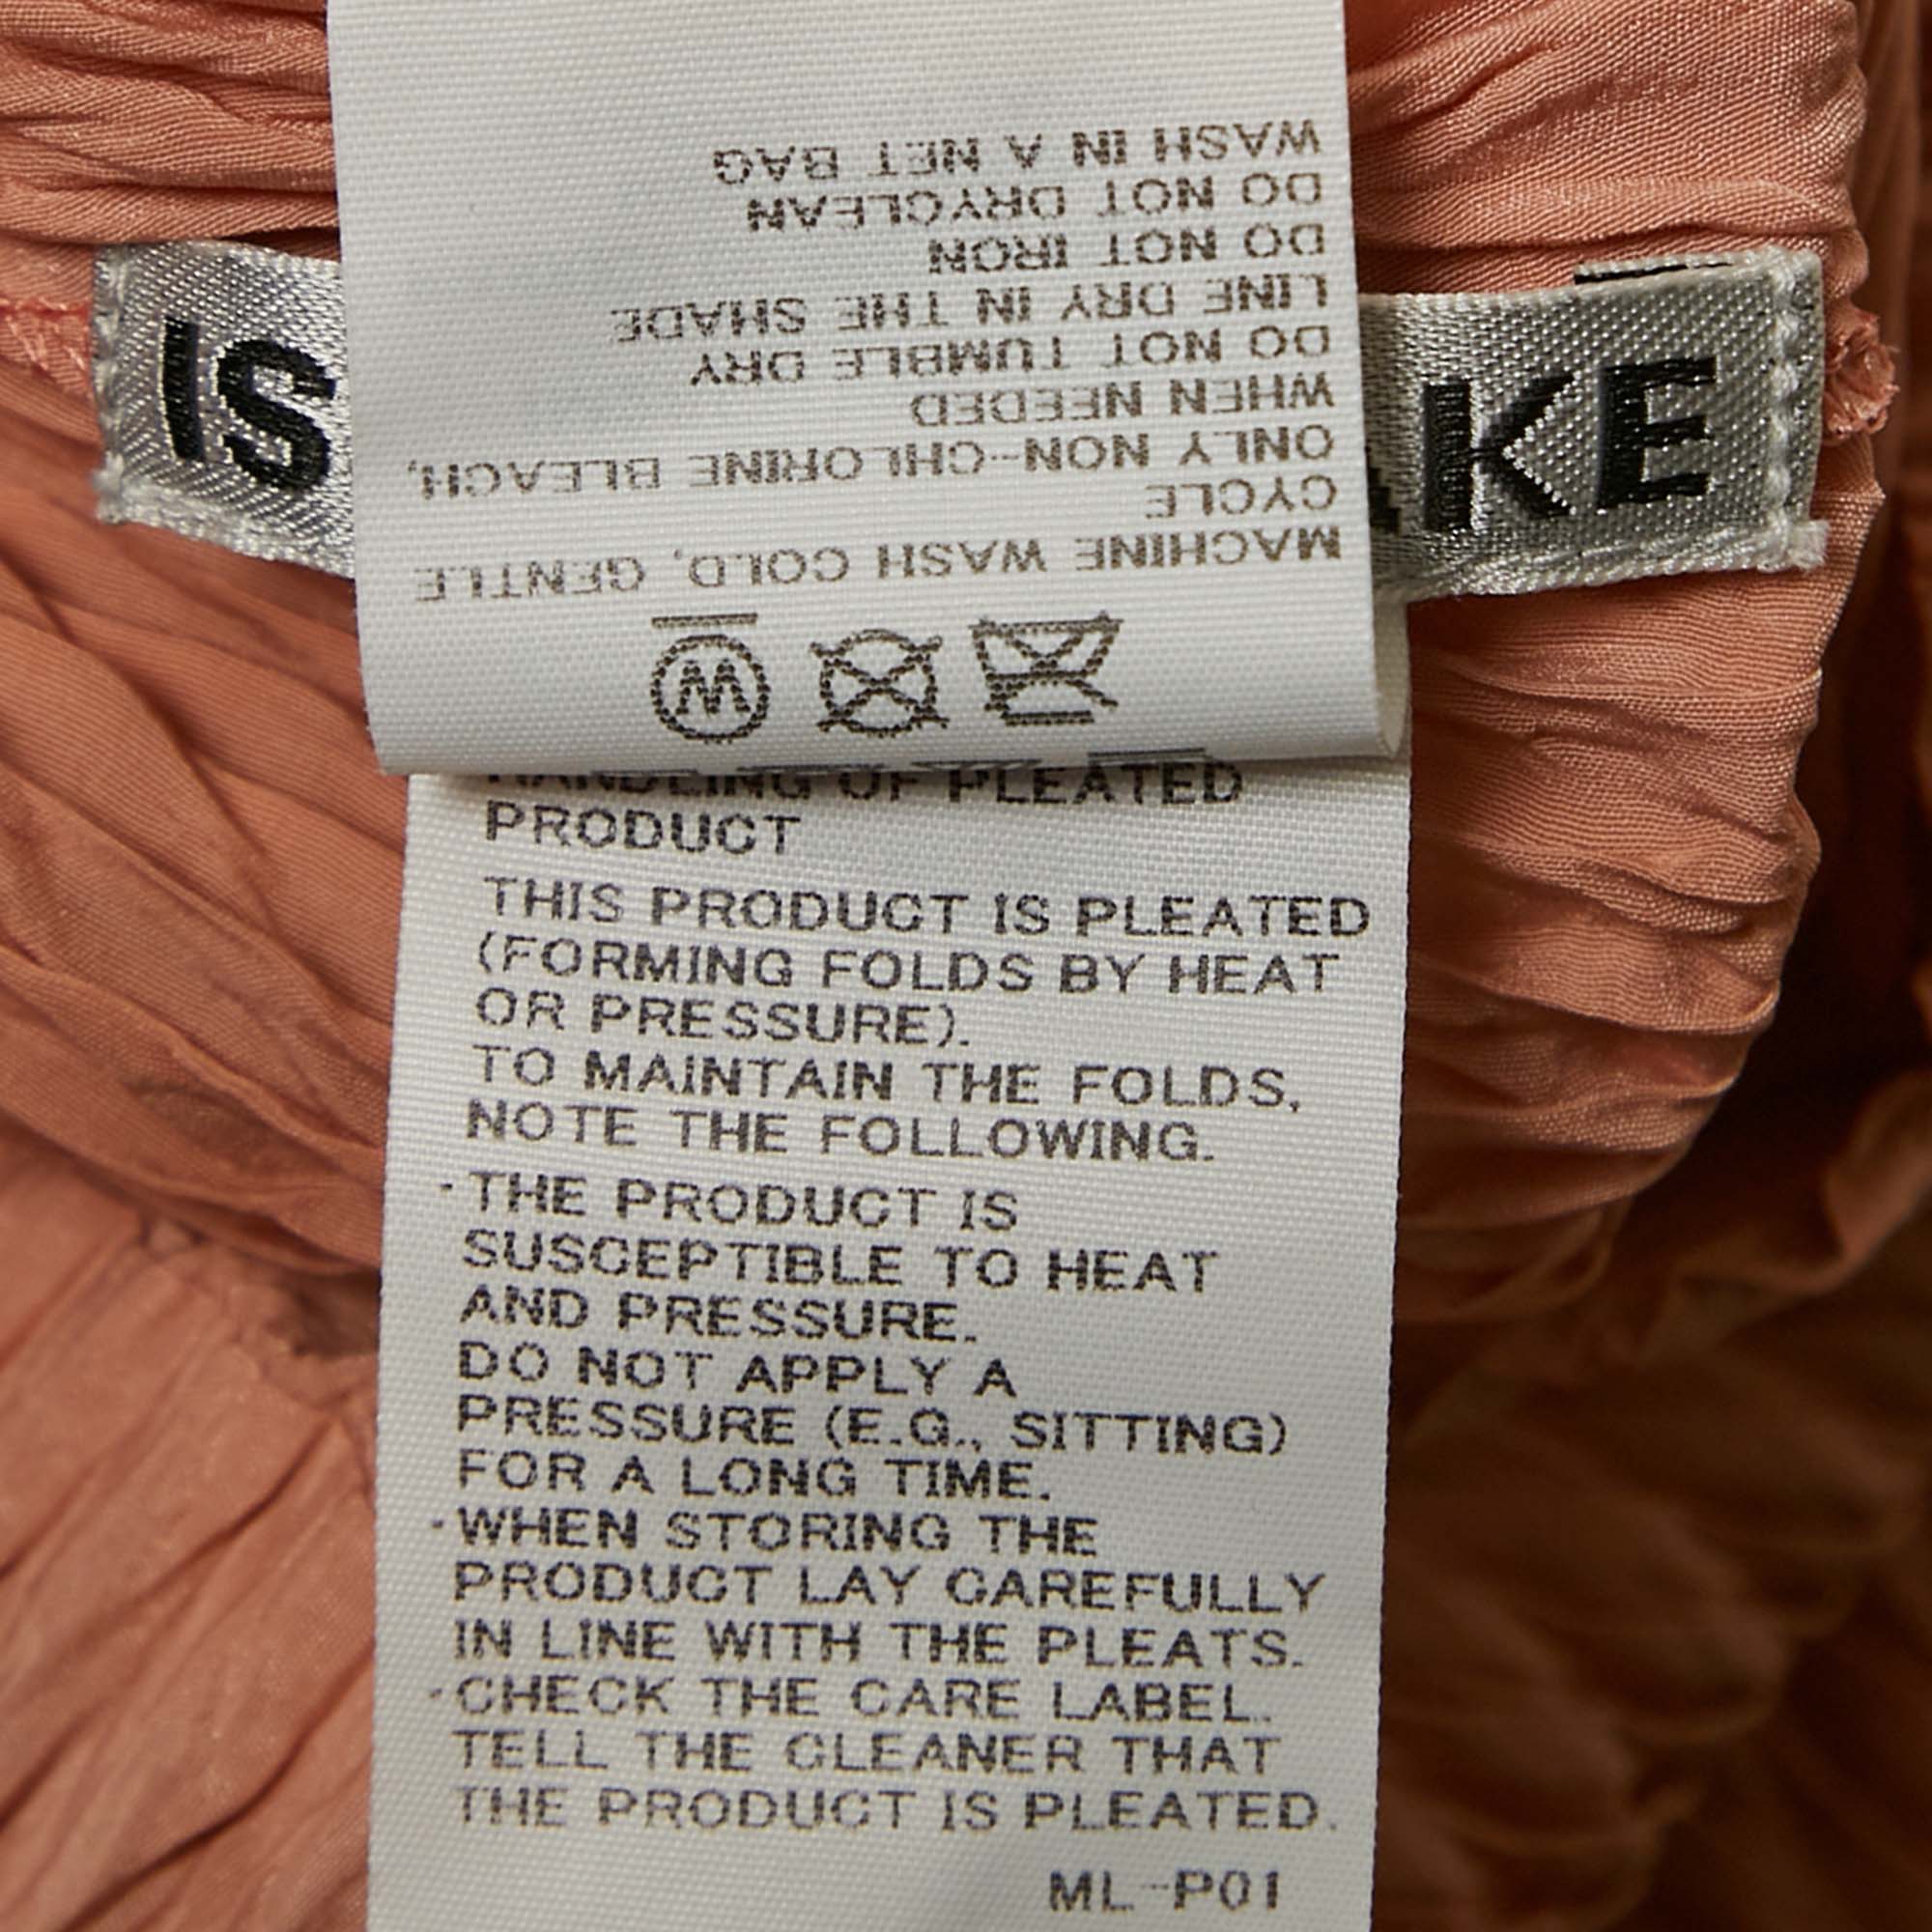 MACHINE WASH COLD, GENTLE
CYCLE
ONLY NON-CHLORINE BLEACH,
WHEN NEEDED
DO NOT TUMBLE DRY
LINE DRY IN THE SHADE
DO NOT IRON
DO NOT DRYCLEAN
WASH IN A NET BAG
IS
KE
W
HANDLING OF PLEATED
PRODUCT
THIS PRODUCT IS PLEATED
(FORMING FOLDS BY HEAT
OR PRESSURE).
TO MAINTAIN THE FOLDS,
NOTE THE FOLLOWING.
·THE PRODUCT IS
SUSCEPTIBLE TO HEAT
AND PRESSURE.
DO NOT APPLY A
PRESSURE (E.G., SITTING)
FOR A LONG TIME.
·WHEN STORING THE
PRODUCT LAY CAREFULLY
IN LINE WITH THE PLEATS.
·CHECK THE CARE LABEL.
TELL THE CLEANER THAT
THE PRODUCT IS PLEATED.
ML-P01